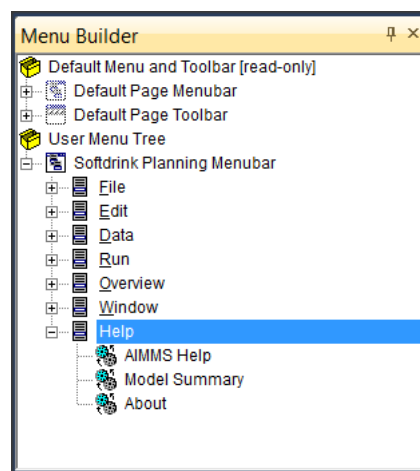 Menu Builder
Default Menu and Toolbar [read-only]
Default Page Menubar
Default Page Toolbar
User Menu Tree
Softdrink Planning Menubar
File
Edit
Data
Run
Overview
Window
Help
AIMMS Help
Model Summary
About